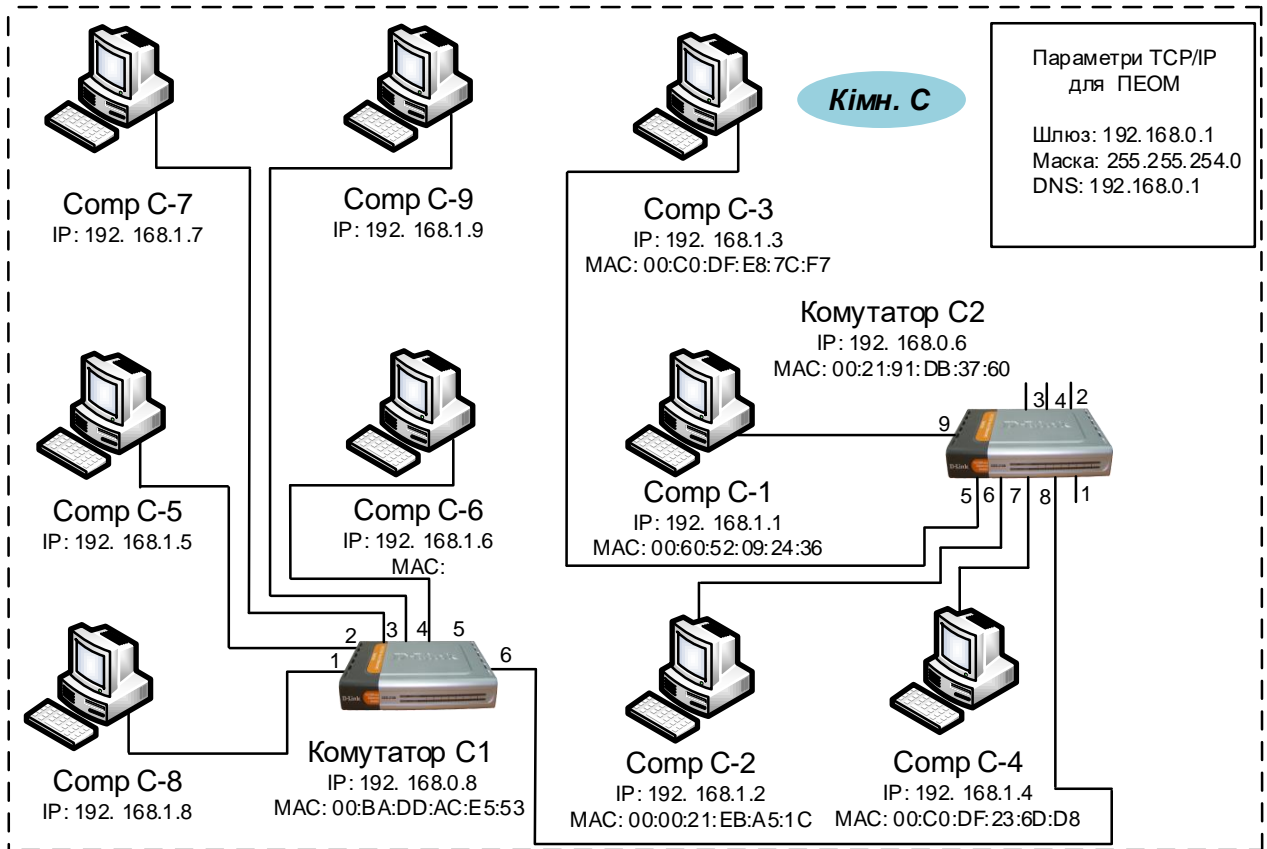 Comp C-7
IP: 192. 168.1.7
Comp C-9
IP: 192. 168.1.9
Comp C-3
IP: 192. 168.1.3
MAC: 00:C0:DF:E8:7C:F7
Кімн. С
Параметри TCP/IP
для ПЕОМ
Шлюз: 192.168.0.1
Маска: 255.255.254.0
DNS: 192.168.0.1
Comp C-5
IP: 192. 168.1.5
Comp C-6
IP: 192. 168.1.6
MAC:
Комутатор С2
IP: 192. 168.0.6
MAC: 00:21:91:DB:37:60
3 4 2
9
D-Link
D-Link
5 6 7 8 1
Comp C-1
IP: 192. 168.1.1
MAC: 00:60:52:09:24:36
Comp C-8
IP: 192. 168.1.8
1 2 3 4 5 6
D-Link
D-Link
Комутатор С1
IP: 192. 168.0.8
MAC: 00:BA:DD:AC:E5:53
Comp C-2
IP: 192. 168.1.2
MAC: 00:00:21:EB:A5:1C
Comp C-4
IP: 192. 168.1.4
MAC: 00:C0:DF:23:6D:D8